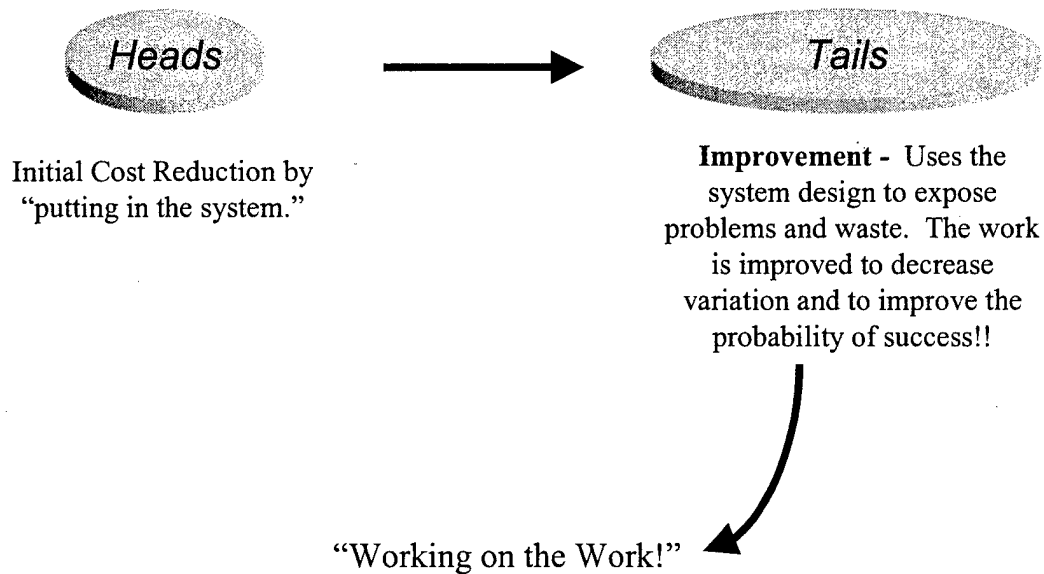 Heads
Tails
Initial Cost Reduction by
“putting in the system.”
Improvement - Uses the
system design to expose
problems and waste. The work
is improved to decrease
variation and to improve the
probability of success!!
“Working on the Work!”